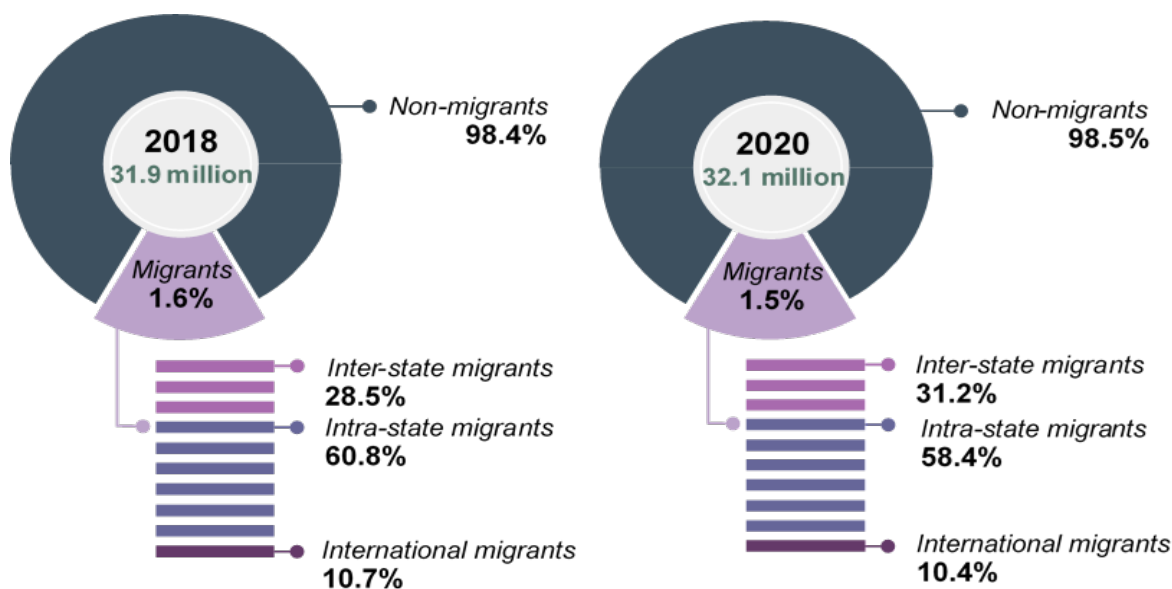 2018
31.9 million
Non-migrants
98.4%
Migrants
1.6%
Inter-state migrants
28.5%
Intra-state migrants
60.8%
International migrants
10.7%
2020
32.1 million
Non-migrants
98.5%
Migrants
1.5%
Inter-state migrants
31.2%
Intra-state migrants
58.4%
International migrants
10.4%